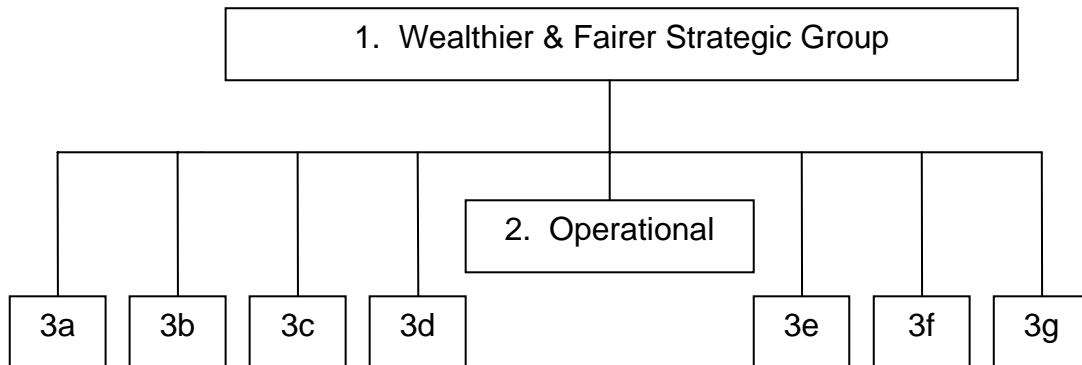 1. Wealthier & Fairer Strategic Group
2. Operational
3a 3b 3c 3d 3e 3f 3g